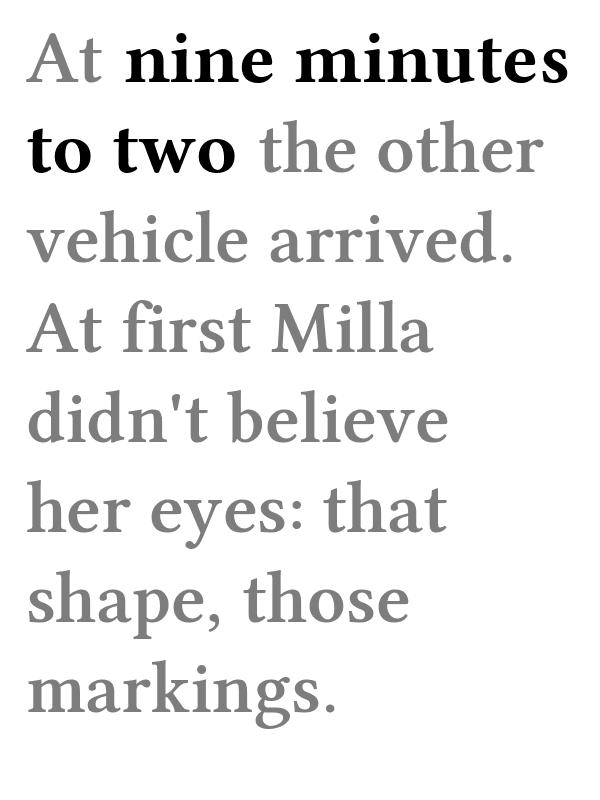 At nine minutes
to two the other
vehicle arrived.
At first Milla
didn't believe
her eyes: that
shape, those
markings.